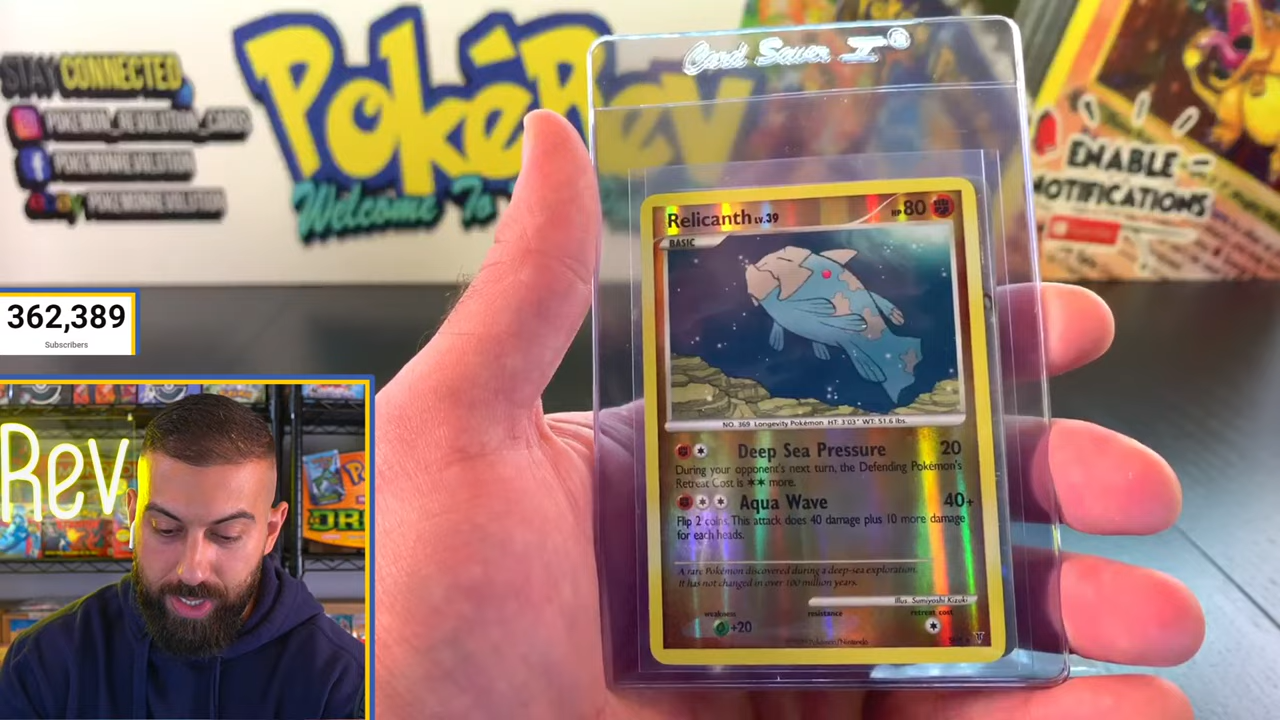 STAY CONNECTED
POKEMON_REVOLUTION_CARDS
POKEMONREVOLUTION
ebay POKEMONREVOLUTION
PokéRev
Welcome To
ENABLE
NOTIFICATIONS
Card Saver II®
362,389
Subscribers
Rev
Relicanth LV.39
HP 80
BASIC
NO. 369 Longevity Pokémon HT: 3'03" WT: 51.6 lbs.
Deep Sea Pressure 20
During your opponent's next turn, the Defending Pokémon's
Retreat Cost is more.
Aqua Wave 40+
Flip 2 coins. This attack does 40 damage plus 10 more damage
for each heads.
A rare Pokémon discovered during a deep-sea exploration.
It has not changed in over 100 million years.
Illus. Sumiyoshi Kizuki
weakness resistance retreat cost
+20
Pokémon/Nintendo